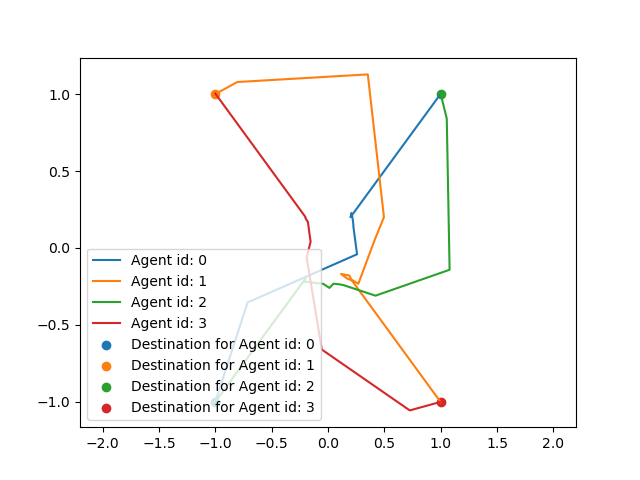 1.0
0.5
0.0
−0.5
−1.0
Agent id: 0
Agent id: 1
Agent id: 2
Agent id: 3
Destination for Agent id: 0
Destination for Agent id: 1
Destination for Agent id: 2
Destination for Agent id: 3
−2.0 −1.5 −1.0 −0.5 0.0 0.5 1.0 1.5 2.0